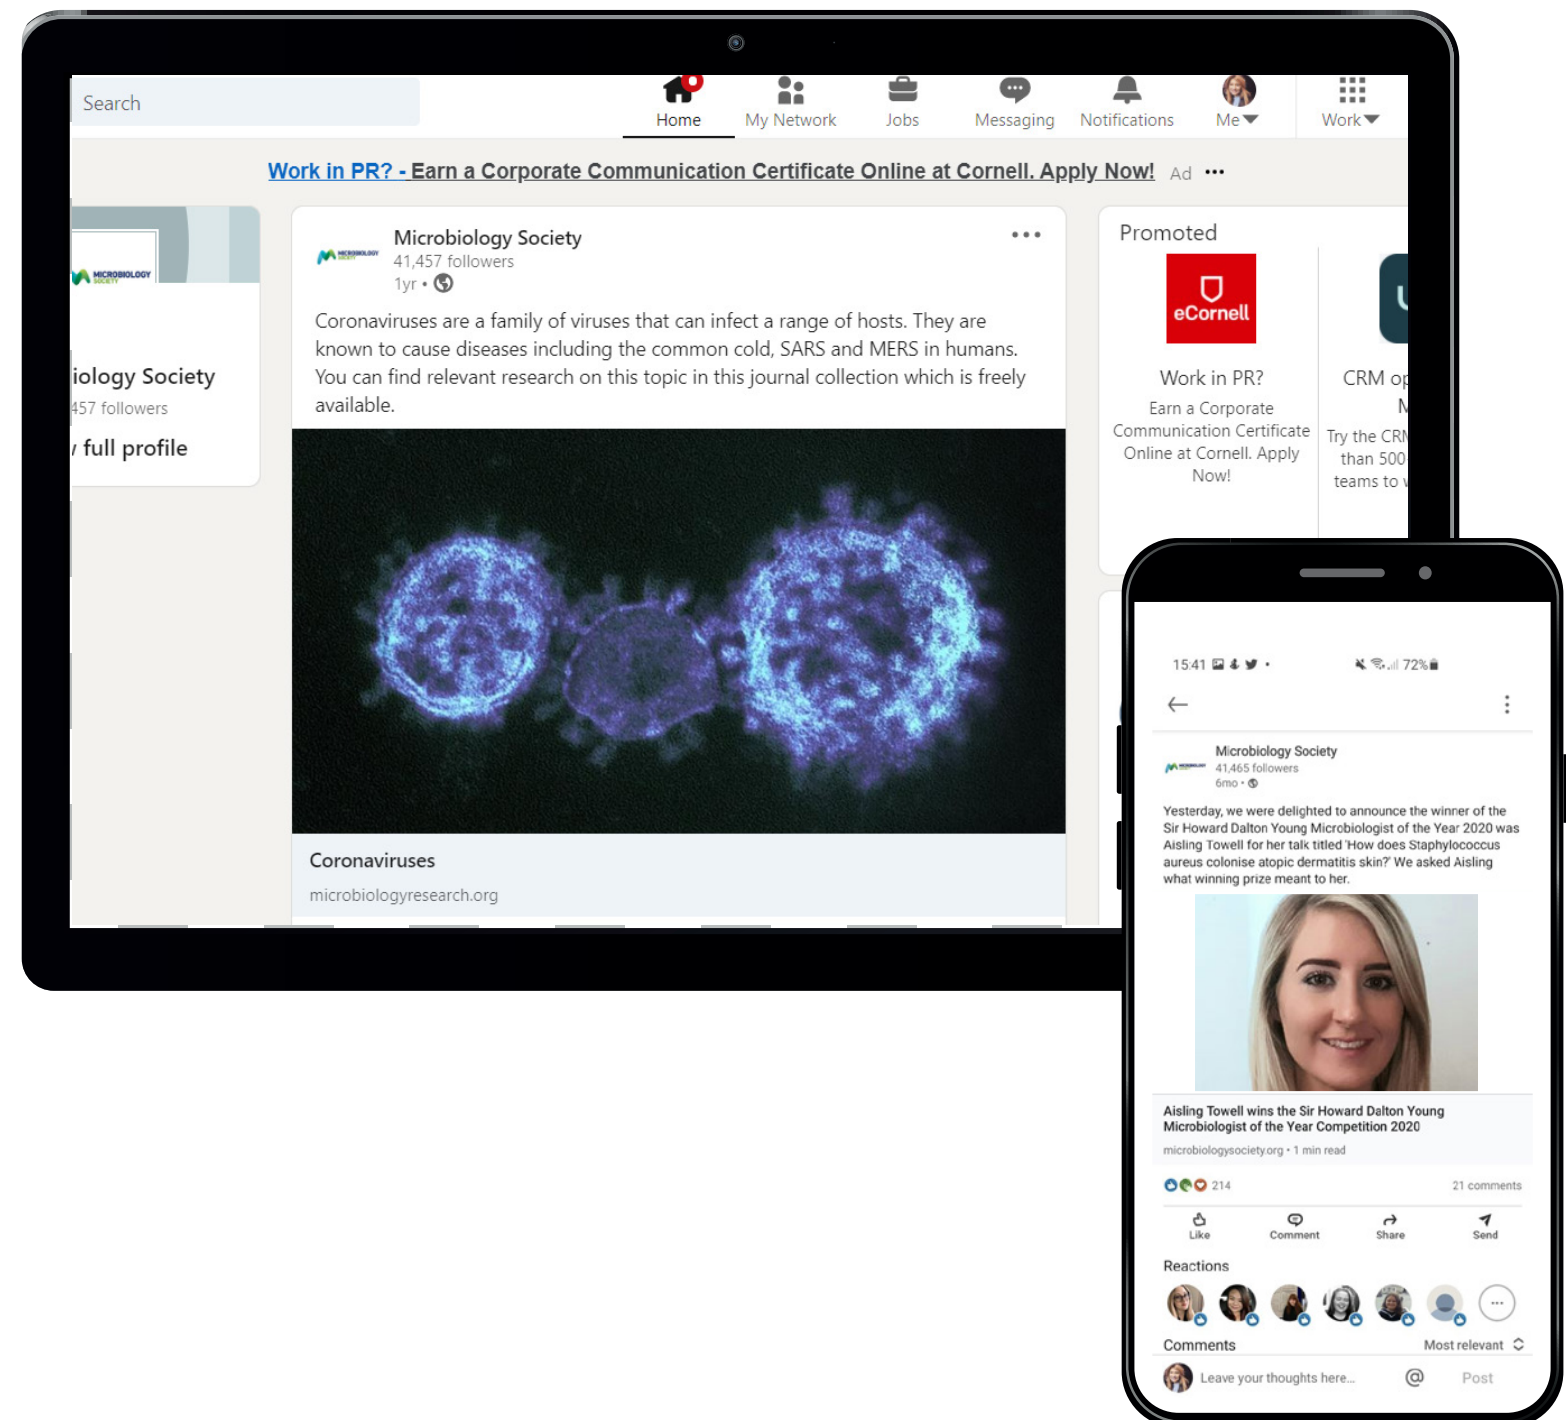 Search
Home
My Network
Jobs
Messaging
Notifications
Me
Work
Work in PR? - Earn a Corporate Communication Certificate Online at Cornell. Apply Now! Ad
MICROBIOLOGY
SOCIETY
iology Society
457 followers
full profile
MICROBIOLOGY
SOCIETY
Microbiology Society
41,457 followers
1yr •
Coronaviruses are a family of viruses that can infect a range of hosts. They are
known to cause diseases including the common cold, SARS and MERS in humans.
You can find relevant research on this topic in this journal collection which is freely
available.
Coronaviruses
microbiologyresearch.org
Promoted
eCornell
Work in PR?
Earn a Corporate
Communication Certificate
Online at Cornell. Apply
Now!
CRM op
M
Try the CRM
than 500
teams to w
15:41
72%
Microbiology Society
41,465 followers
6mo •
Yesterday, we were delighted to announce the winner of the
Sir Howard Dalton Young Microbiologist of the Year 2020 was
Aisling Towell for her talk titled 'How does Staphylococcus
aureus colonise atopic dermatitis skin?' We asked Aisling
what winning prize meant to her.
Aisling Towell wins the Sir Howard Dalton Young
Microbiologist of the Year Competition 2020
microbiologysociety.org • 1 min read
214
21 comments
Like
Comment
Share
Send
Reactions
Comments
Most relevant
Leave your thoughts here...
@
Post